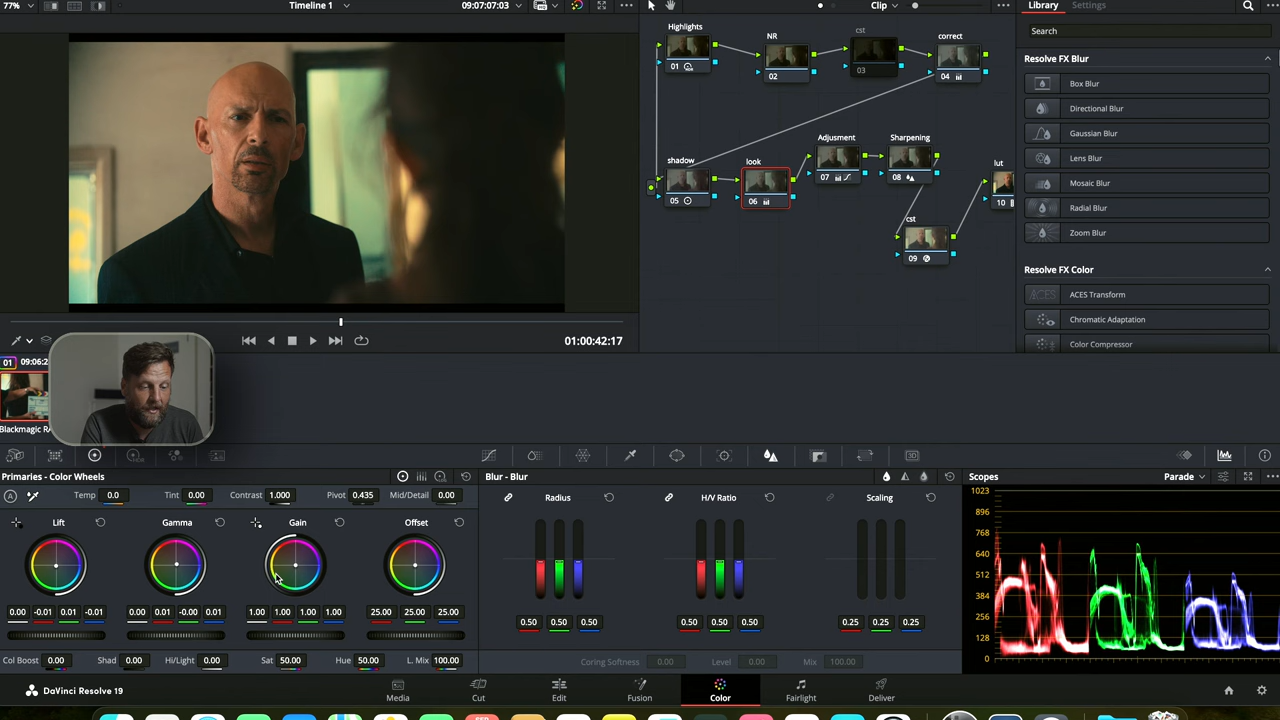 77% Timeline 1 09:07:07:03 Clip Library Settings
Search
Highlights
NR
cst
correct
01
02
03
04
Resolve FX Blur
Box Blur
Directional Blur
Gaussian Blur
Lens Blur
Mosaic Blur
Radial Blur
Zoom Blur
shadow
look
Adjusment
Sharpening
lut
05
06
07
08
10
cst
09
Resolve FX Color
ACES Transform
Chromatic Adaptation
Color Compressor
01:00:42:17
01 09:06:2
Blackmagic RA
Primaries - Color Wheels
Blur - Blur
Scopes Parade
Temp 0.0 Tint 0.00 Contrast 1.000 Pivot 0.435 Mid/Detail 0.00
Radius H/V Ratio Scaling
Lift Gamma Gain Offset
1023
896
768
640
512
384
256
128
0
0.00 -0.01 0.01 -0.01 0.00 0.01 -0.00 0.01 1.00 1.00 1.00 1.00 25.00 25.00 25.00
0.50 0.50 0.50 0.50 0.50 0.50 0.25 0.25 0.25
Col Boost 0.00 Shad 0.00 Hi/Light 0.00 Sat 50.00 Hue 50.00 L. Mix 100.00
Coring Softness 0.00 Level 0.00 Mix 100.00
DaVinci Resolve 19
Media Cut Edit Fusion Color Fairlight Deliver